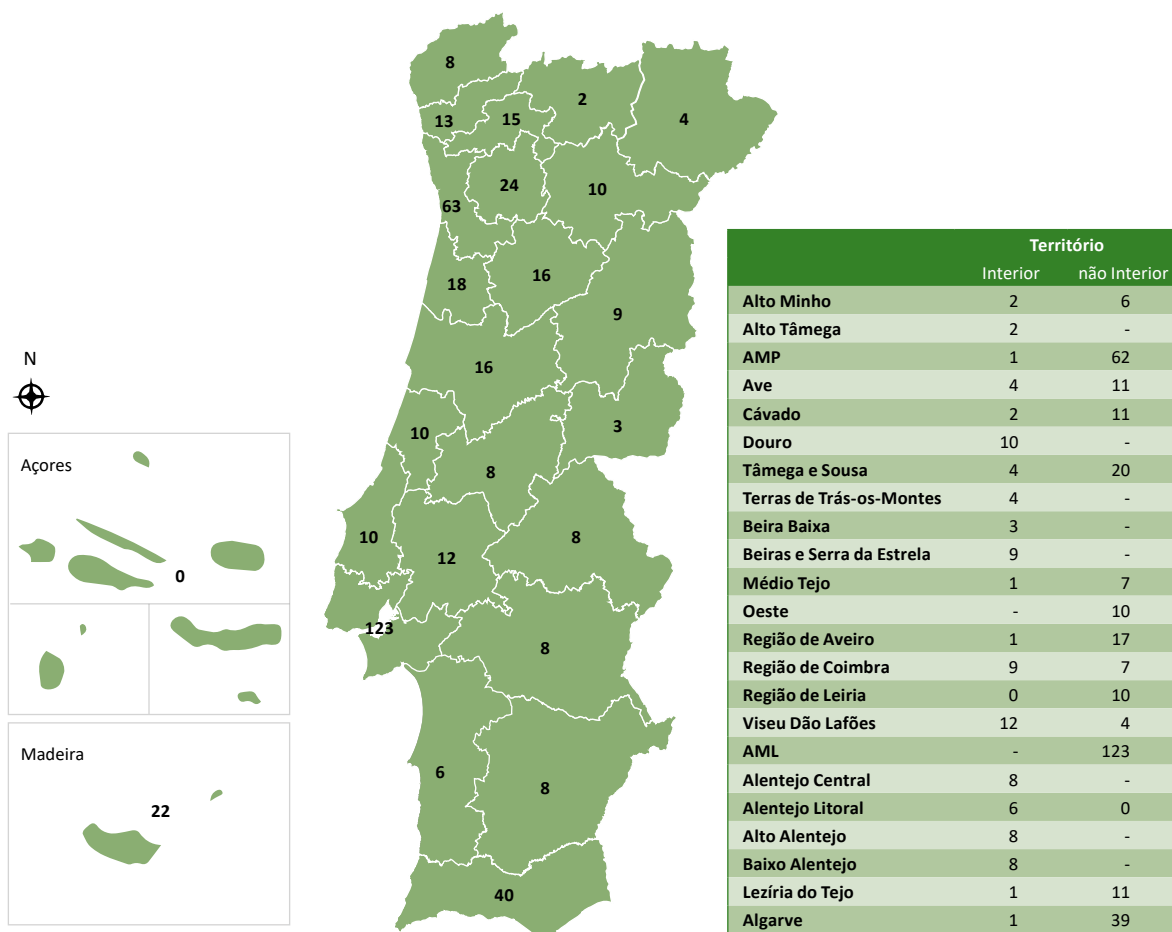 8
2
4
13
15
24
10
63
18
16
9
16
3
10
8
10
12
8
123
8
6
8
40
N
Açores
0
Madeira
22
Território
Interior não Interior
Alto Minho 2 6
Alto Tâmega 2 -
AMP 1 62
Ave 4 11
Cávado 2 11
Douro 10 -
Tâmega e Sousa 4 20
Terras de Trás-os-Montes 4 -
Beira Baixa 3 -
Beiras e Serra da Estrela 9 -
Médio Tejo 1 7
Oeste - 10
Região de Aveiro 1 17
Região de Coimbra 9 7
Região de Leiria 0 10
Viseu Dão Lafões 12 4
AML - 123
Alentejo Central 8 -
Alentejo Litoral 6 0
Alto Alentejo 8 -
Baixo Alentejo 8 -
Lezíria do Tejo 1 11
Algarve 1 39